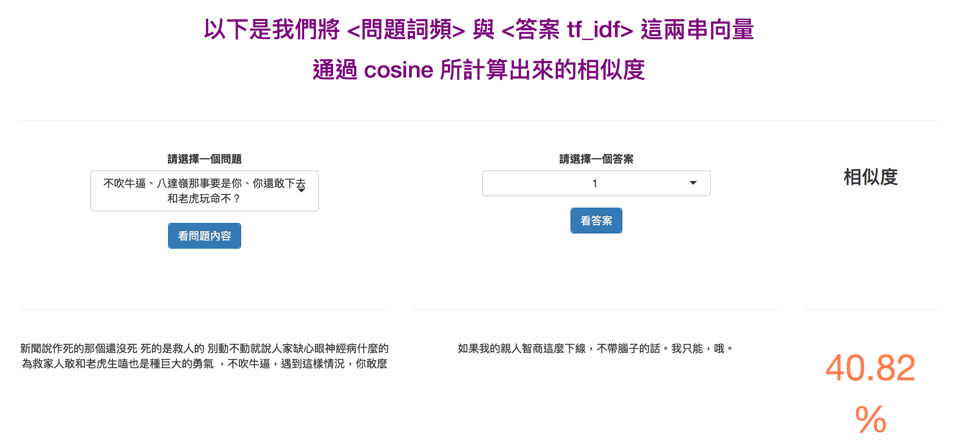 以下是我們將 <問題詞頻> 與 <答案 tf_idf> 這兩串向量
通過 cosine 所計算出來的相似度
請選擇一個問題
不吹牛逼、八達嶺那事要是你、你還敢下去
和老虎玩命不？
看問題內容
請選擇一個答案
1
看答案
相似度
新聞說作死的那個還沒死 死的是救人的 別動不動就說人家缺心眼神經病什麼的
為救家人敢和老虎生嗑也是種巨大的勇氣 ，不吹牛逼，遇到這樣情況，你敢麼
如果我的親人智商這麼下線，不帶腦子的話。我只能，哦。
40.82
%